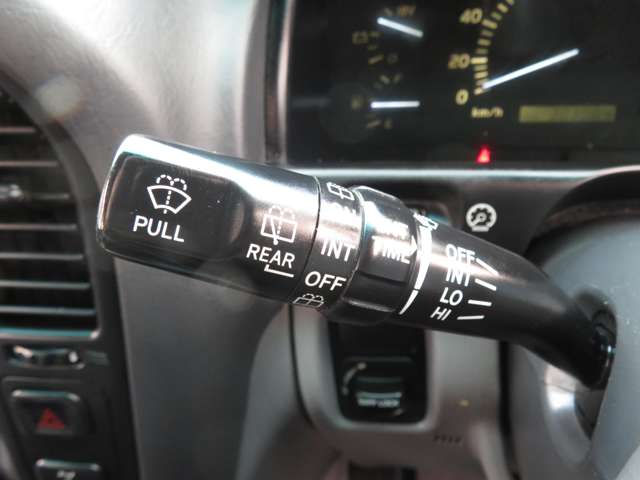 PULL
REAR
INT
OFF
TIME
OFF
INT
LO
HI
40
20
0
km/h